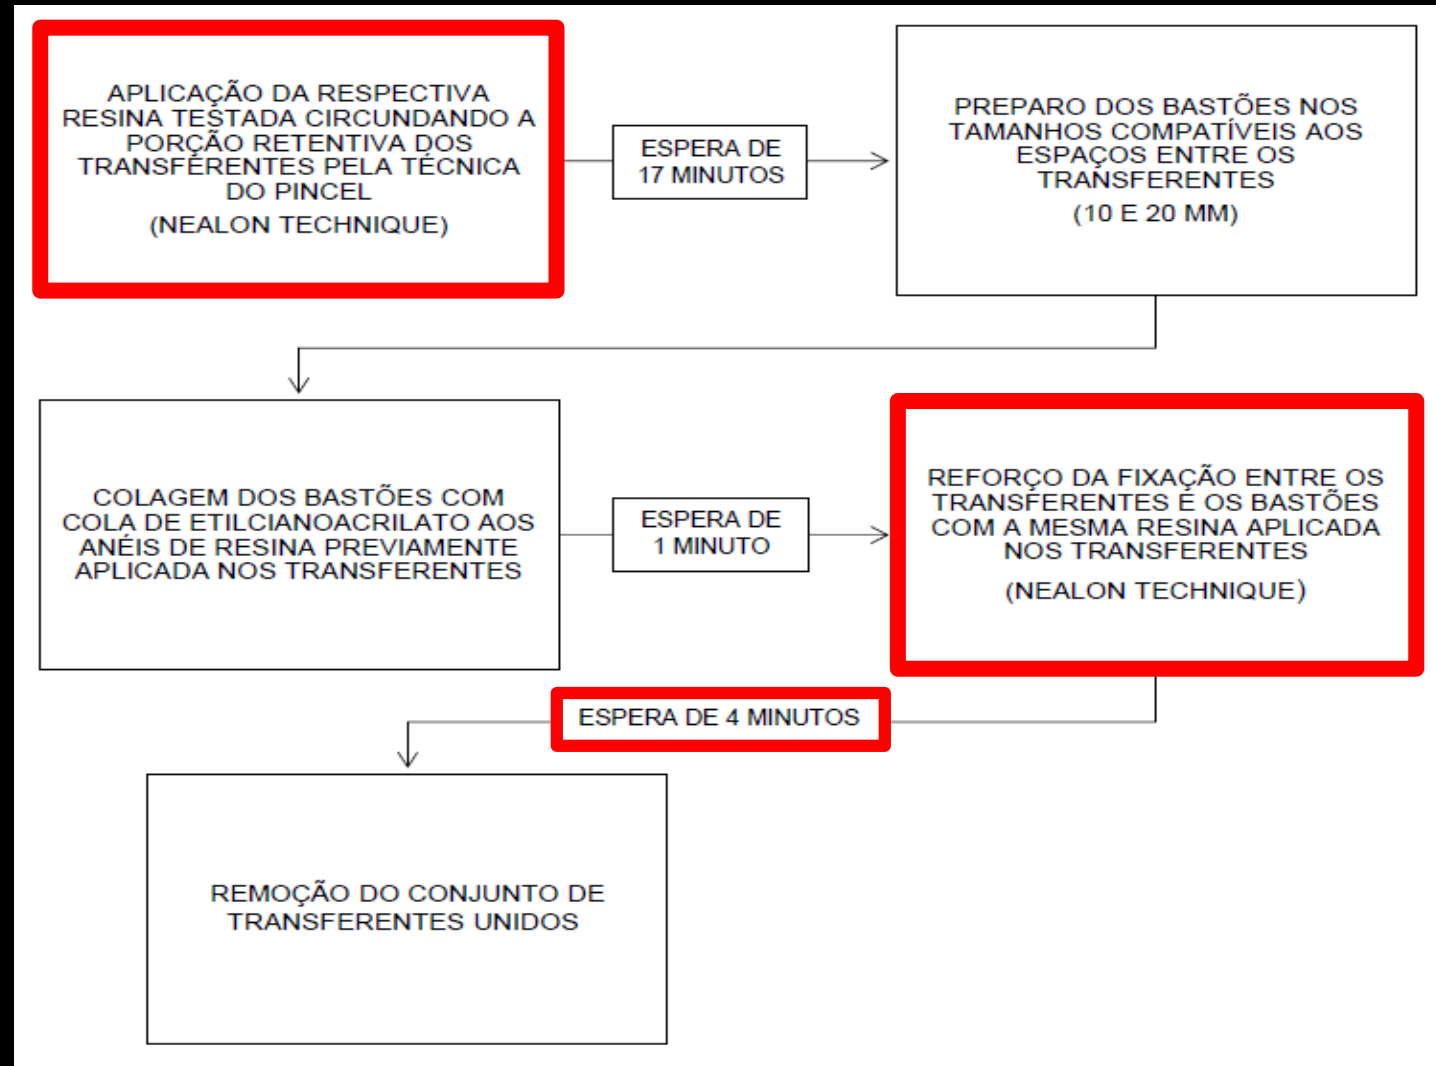 APLICAÇÃO DA RESPECTIVA
RESINA TESTADA CIRCUNDANDO A
PORÇÃO RETENTIVA DOS
TRANSFERENTES PELA TÉCNICA
DO PINCEL
(NEALON TECHNIQUE)
ESPERA DE
17 MINUTOS
PREPARO DOS BASTÕES NOS
TAMANHOS COMPATÍVEIS AOS
ESPAÇOS ENTRE OS
TRANSFERENTES
(10 E 20 MM)
COLAGEM DOS BASTÕES COM
COLA DE ETILCIANOACRILATO AOS
ANÉIS DE RESINA PREVIAMENTE
APLICADA NOS TRANSFERENTES
ESPERA DE
1 MINUTO
REFORÇO DA FIXAÇÃO ENTRE OS
TRANSFERENTES E OS BASTÕES
COM A MESMA RESINA APLICADA
NOS TRANSFERENTES
(NEALON TECHNIQUE)
ESPERA DE 4 MINUTOS
REMOÇÃO DO CONJUNTO DE
TRANSFERENTES UNIDOS